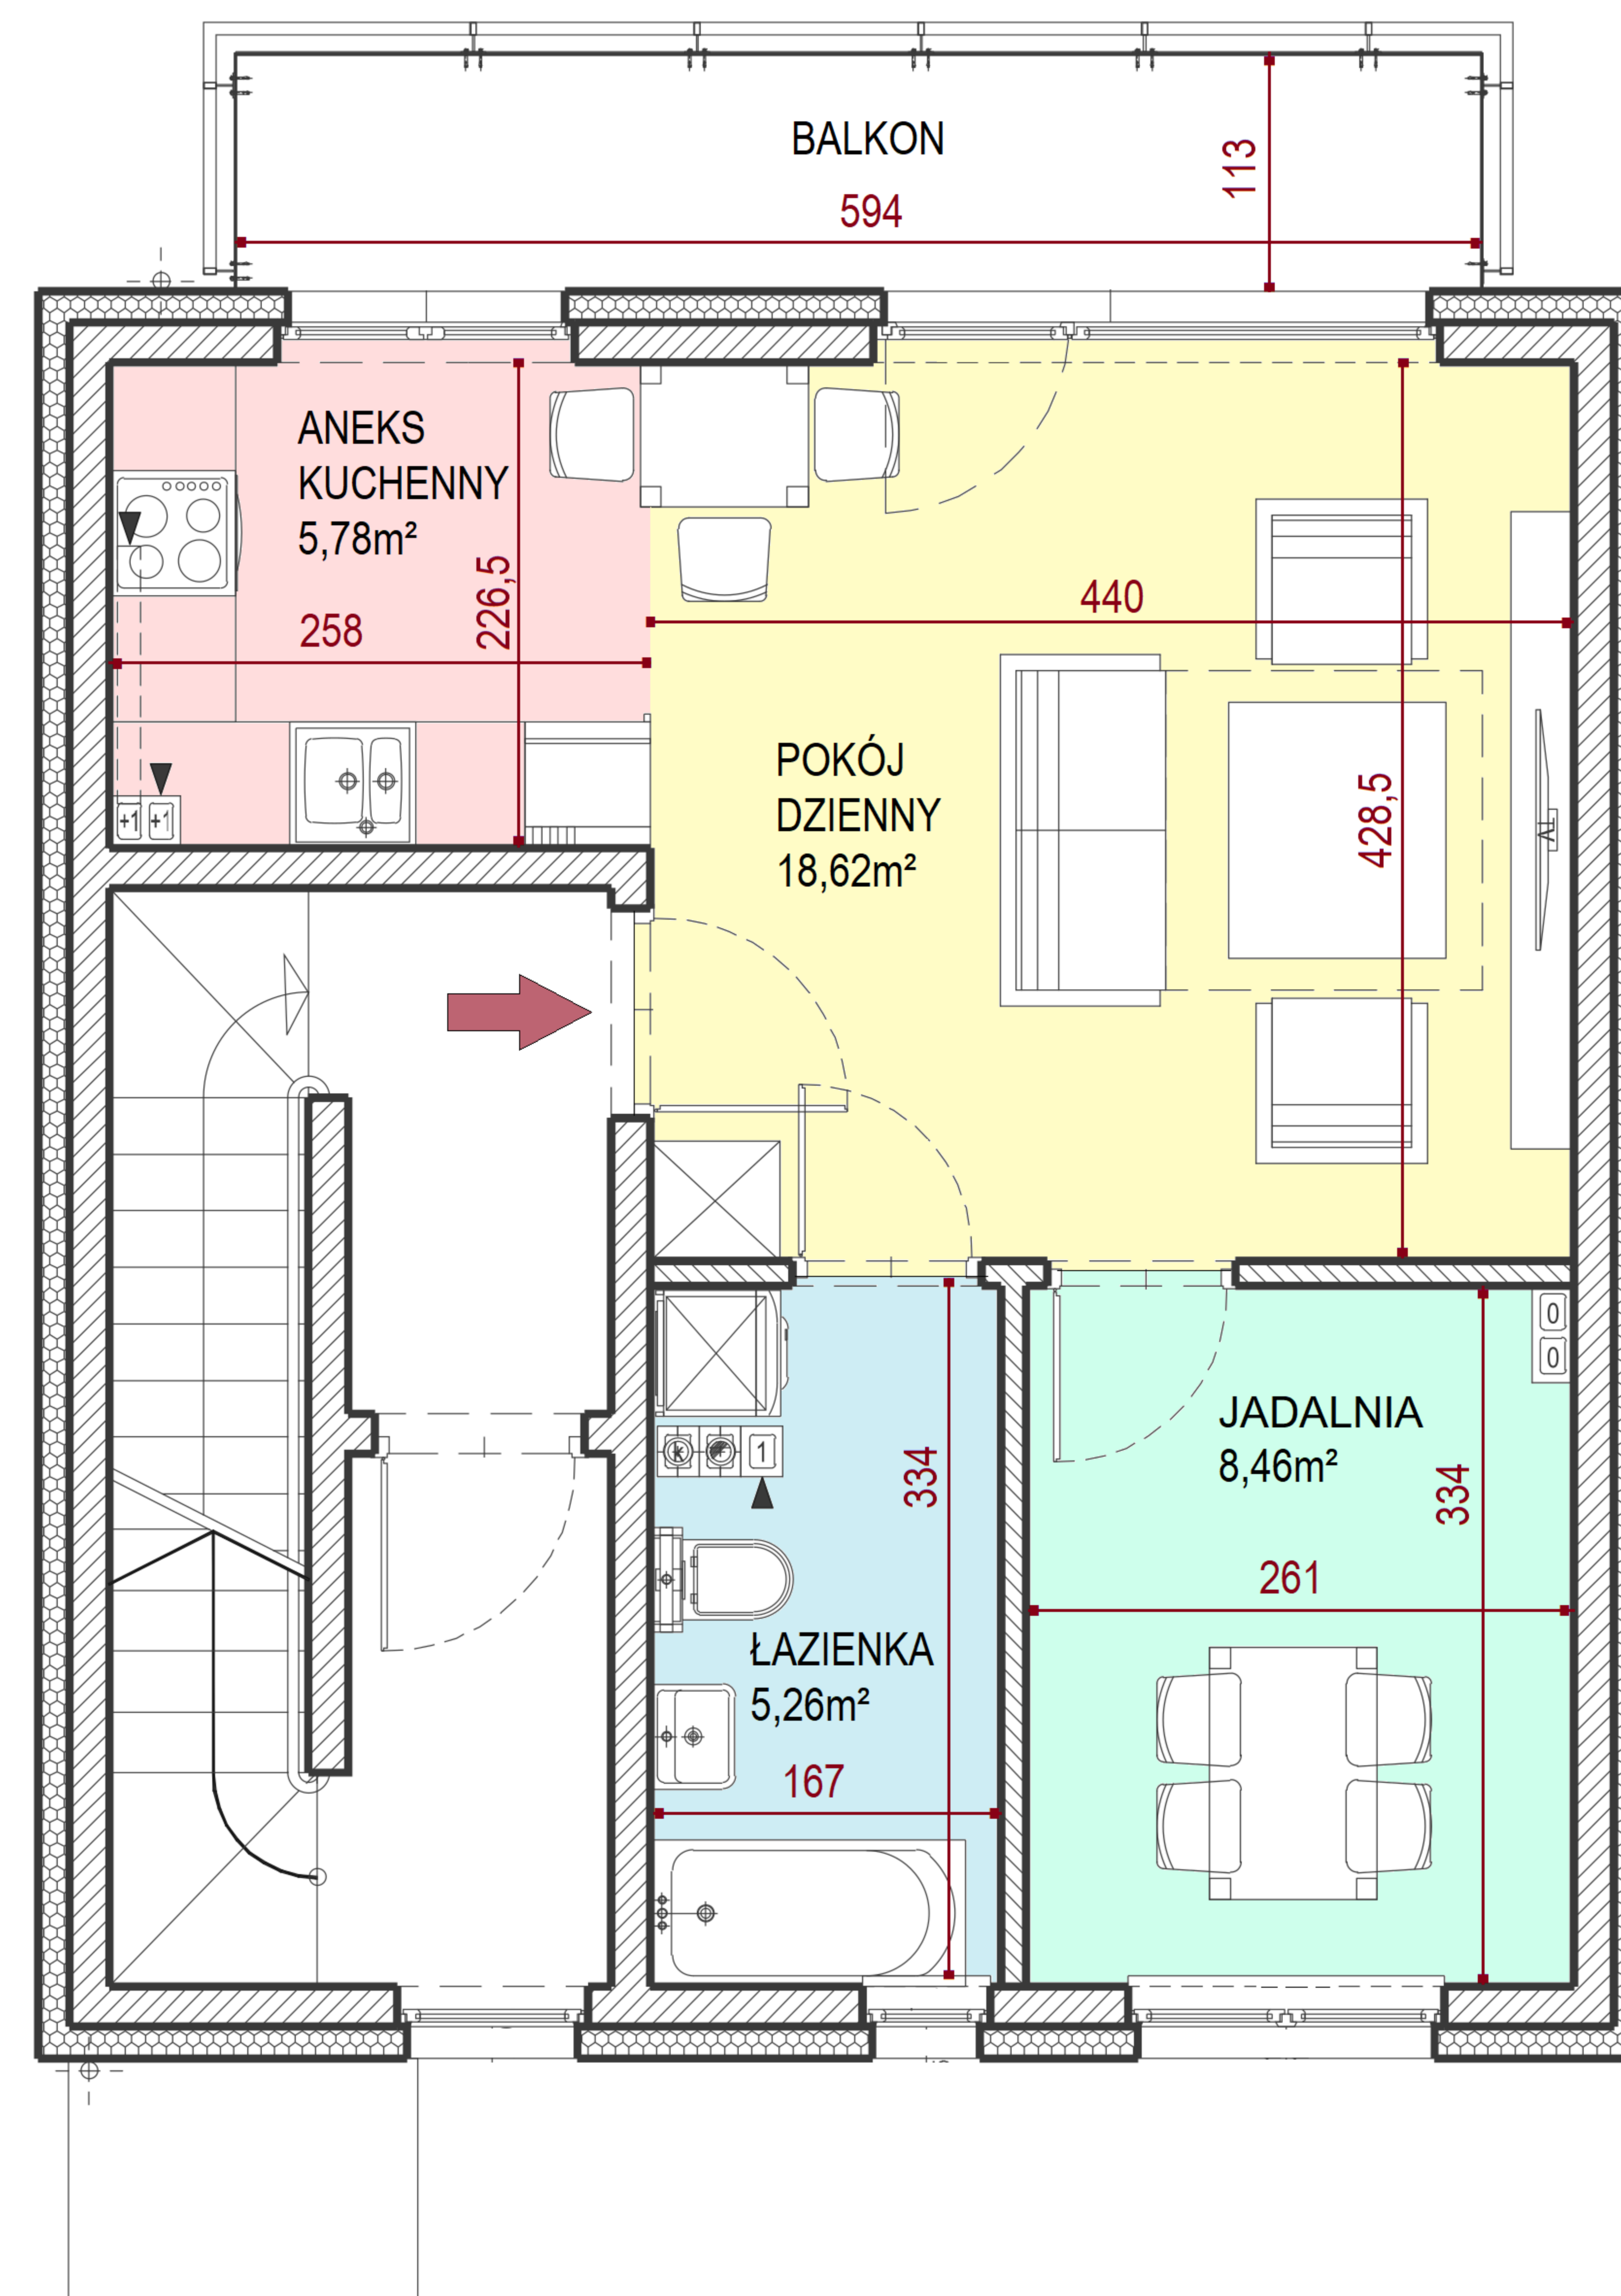 BALKON
113
594
ANEKS
KUCHENNY
5,78m²
226,5
258
440
POKÓJ
DZIENNY
18,62m²
428,5
TV
+1 +1
0
0
JADALNIA
8,46m²
334
334
K
1
261
ŁAZIENKA
5,26m²
167